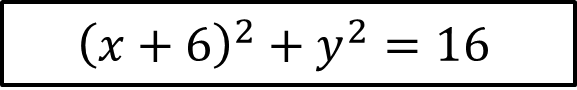 (x + 6)² + y² = 16